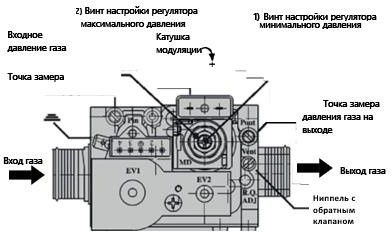 2) Винт настройки регулятора
максимального давления
1) Винт настройки регулятора
минимального давления
Входное
давление газа
Катушка
модуляции
Точка замера
Точка замера
давления газа на
выходе
Pin
Pout
Vent
MD
EV1
EV2
R.Q.
ADJ
Вход газа
Выход газа
Ниппель с
обратным
клапаном